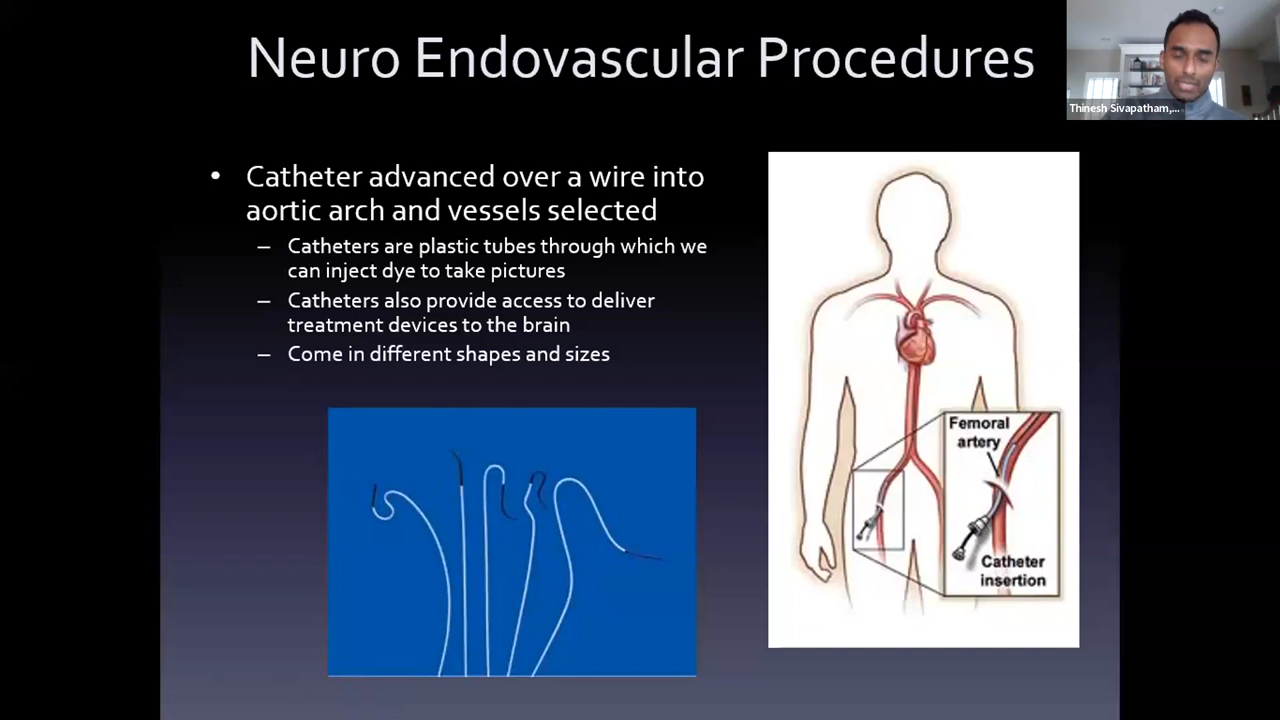 Neuro Endovascular Procedures
Thinesh Sivapatham,...
• Catheter advanced over a wire into
aortic arch and vessels selected
– Catheters are plastic tubes through which we
can inject dye to take pictures
– Catheters also provide access to deliver
treatment devices to the brain
– Come in different shapes and sizes
Femoral
artery
Catheter
insertion